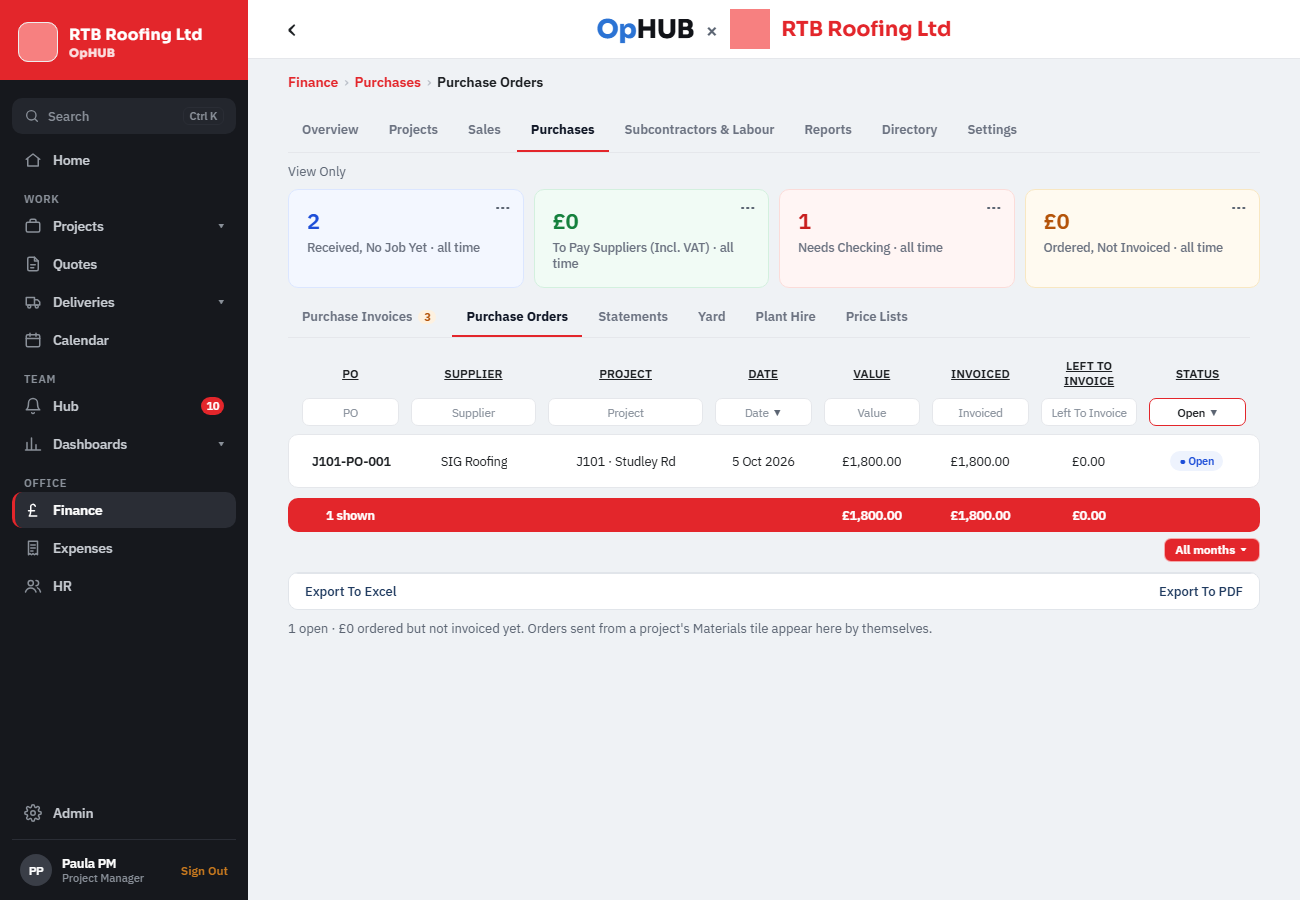 RTB Roofing Ltd
OpHUB
Search
Ctrl K
Home
WORK
Projects
Quotes
Deliveries
Calendar
TEAM
Hub
10
Dashboards
OFFICE
Finance
Expenses
HR
Admin
PP
Paula PM
Project Manager
Sign Out
OpHUB × RTB Roofing Ltd
Finance › Purchases › Purchase Orders
Overview Projects Sales Purchases Subcontractors & Labour Reports Directory Settings
View Only
2
Received, No Job Yet · all time
£0
To Pay Suppliers (Incl. VAT) · all
time
1
Needs Checking · all time
£0
Ordered, Not Invoiced · all time
Purchase Invoices 3 Purchase Orders Statements Yard Plant Hire Price Lists
PO SUPPLIER PROJECT DATE VALUE INVOICED LEFT TO
INVOICE STATUS
PO Supplier Project Date ▼ Value Invoiced Left To Invoice Open ▼
J101-PO-001 SIG Roofing J101 · Studley Rd 5 Oct 2026 £1,800.00 £1,800.00 £0.00 ● Open
1 shown £1,800.00 £1,800.00 £0.00
All months ▼
Export To Excel Export To PDF
1 open · £0 ordered but not invoiced yet. Orders sent from a project's Materials tile appear here by themselves.